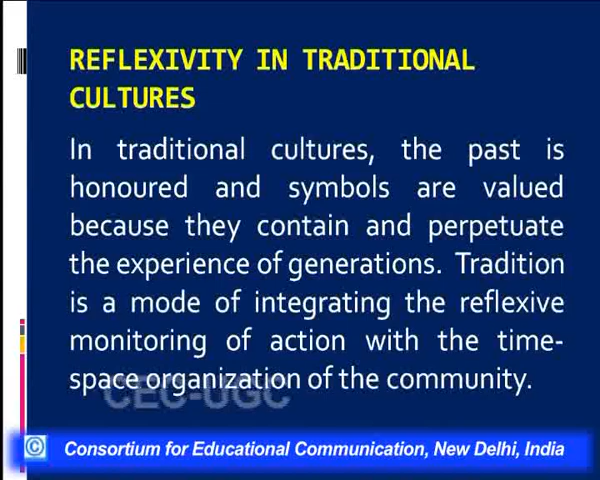 REFLEXIVITY IN TRADITIONAL
CULTURES
In traditional cultures, the past is
honoured and symbols are valued
because they contain and perpetuate
the experience of generations. Tradition
is a mode of integrating the reflexive
monitoring of action with the time-
space organization of the community.
CEC-UGC
© Consortium for Educational Communication, New Delhi, India